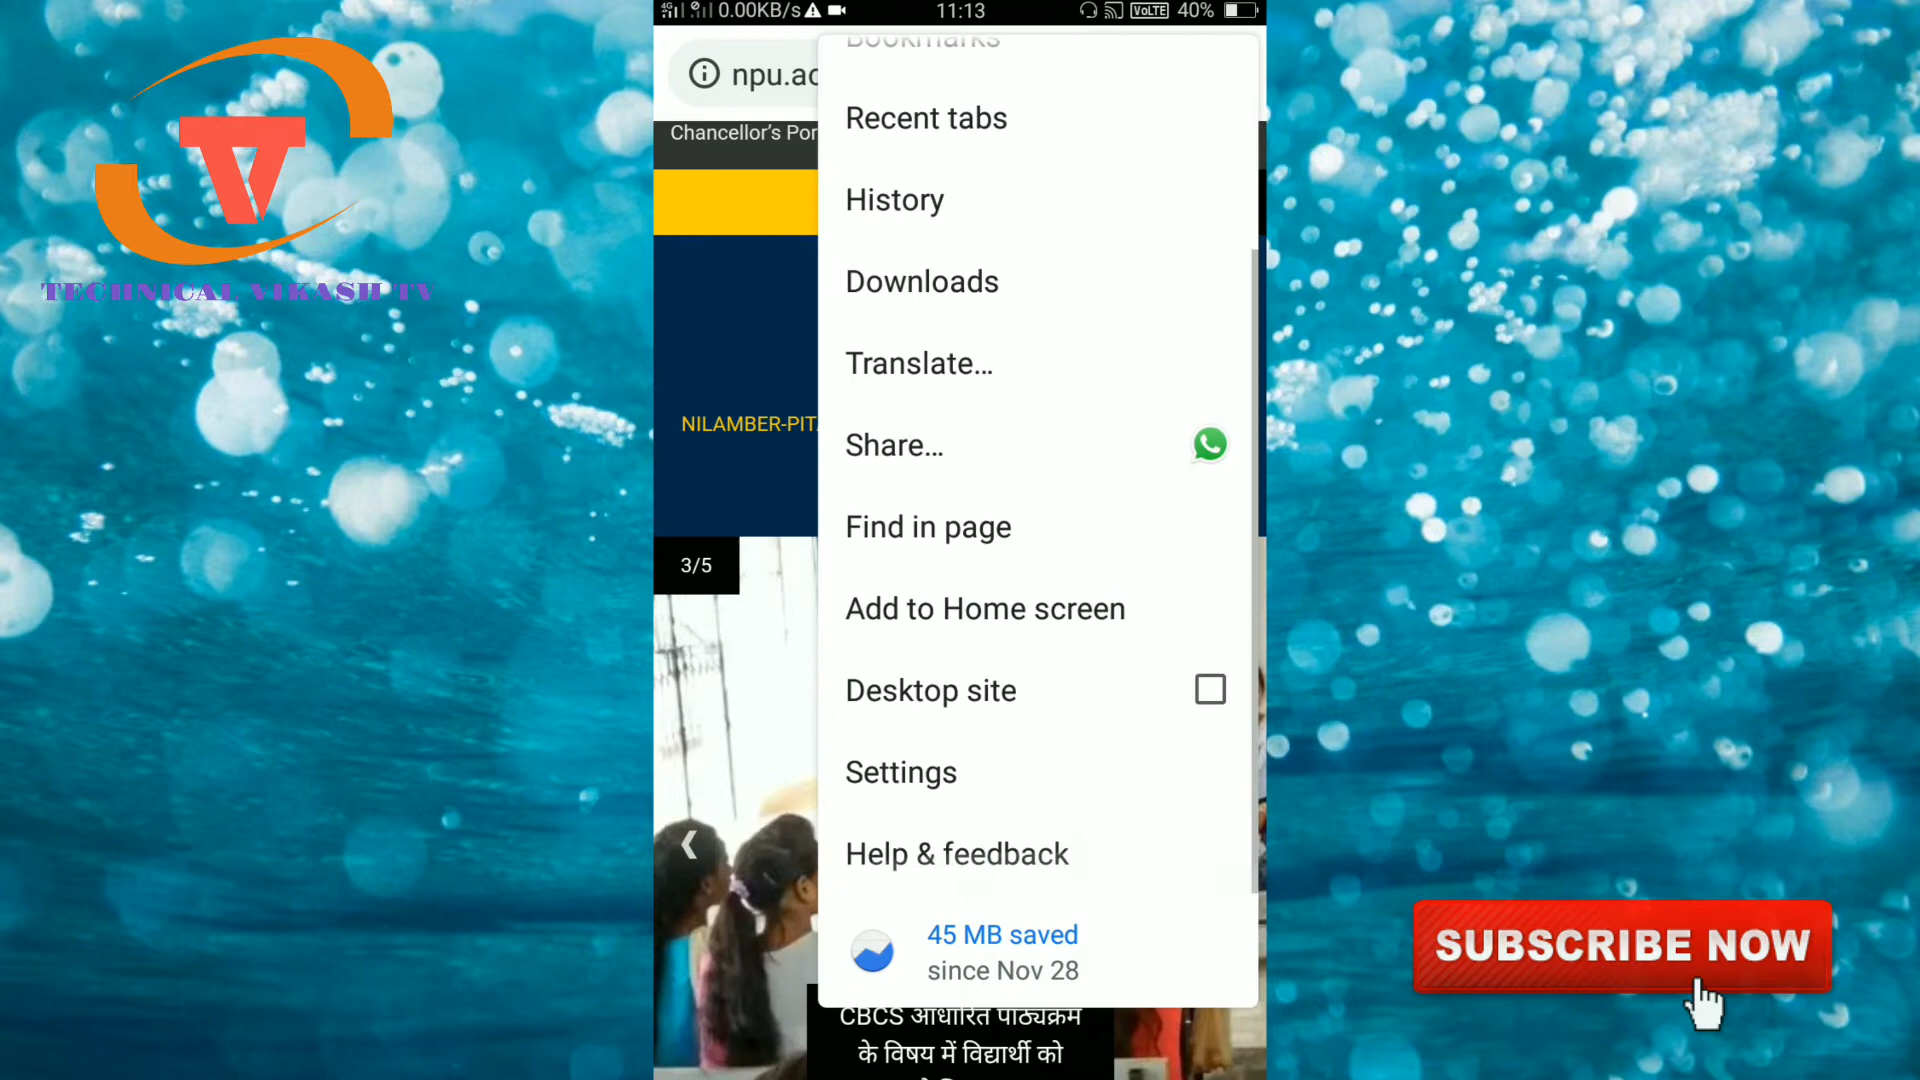 TECHNICAL VIKASH TV
4G 0.00KB/s 11:13 VoLTE 40%
Bookmarks
npu.ac
Recent tabs
Chancellor's Por
History
Downloads
Translate...
NILAMBER-PIT
Share...
Find in page
3/5
Add to Home screen
Desktop site
Settings
Help & feedback
45 MB saved
since Nov 28
CBCS आधारित पाठ्यक्रम
के विषय में विद्यार्थी को
SUBSCRIBE NOW